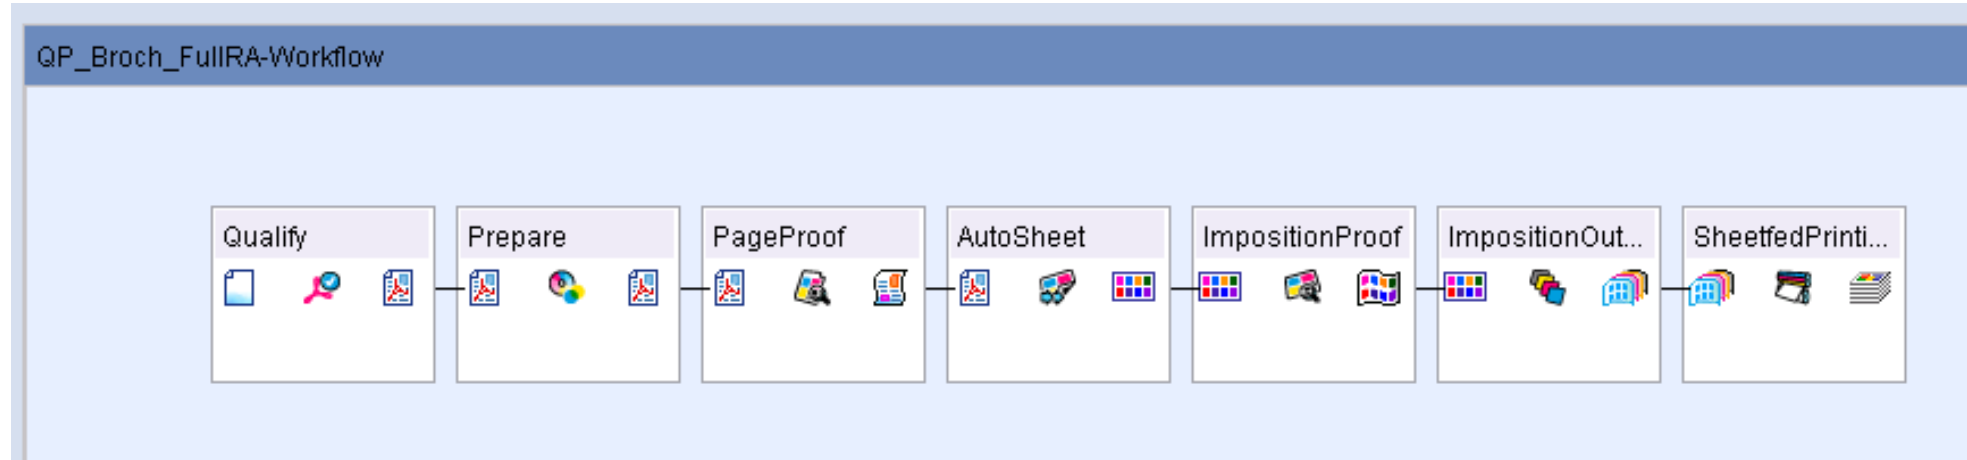 QP_Broch_FullRA-Workflow
Qualify
Prepare
PageProof
AutoSheet
ImpositionProof
ImpositionOut...
SheetfedPrinti...